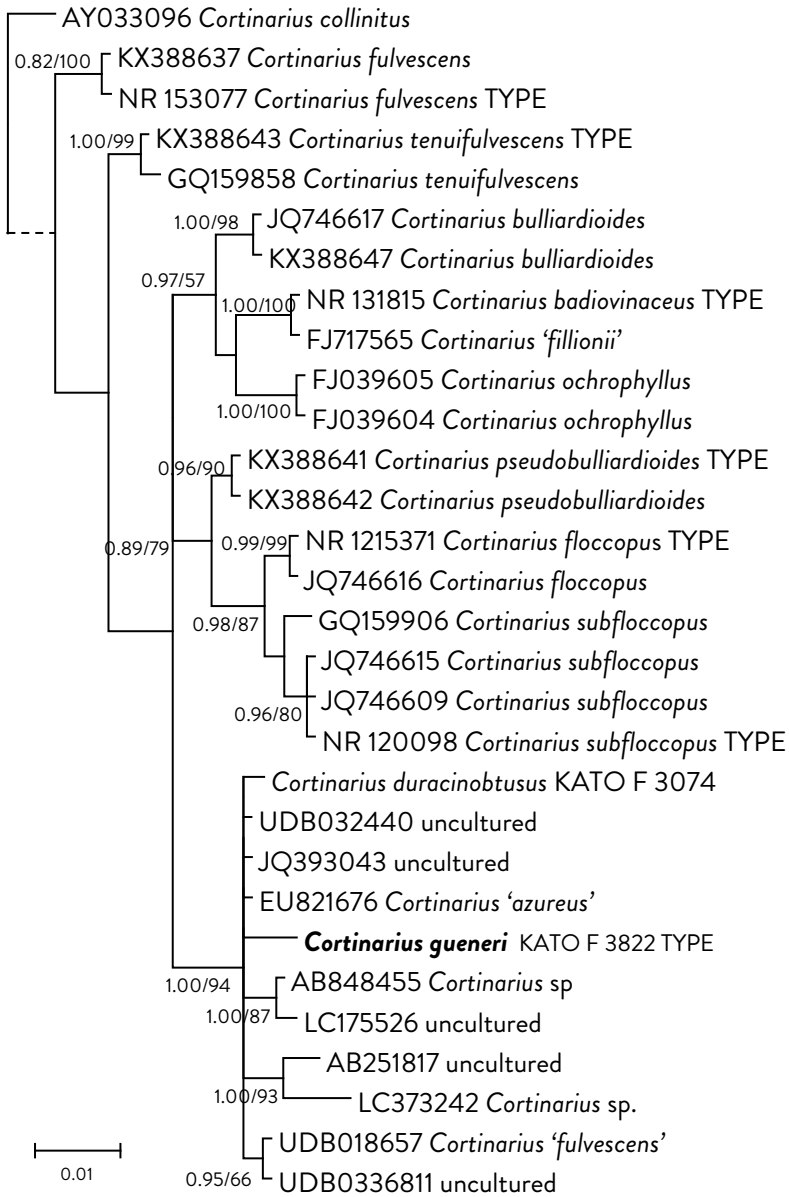 AY033096 Cortinarius collinitus
0.82/100
KX388637 Cortinarius fulvescens
NR 153077 Cortinarius fulvescens TYPE
1.00/99
KX388643 Cortinarius tenuifulvescens TYPE
GQ159858 Cortinarius tenuifulvescens
1.00/98
JQ746617 Cortinarius bulliardioides
KX388647 Cortinarius bulliardioides
0.97/57
1.00/100
NR 131815 Cortinarius badiovinaceus TYPE
FJ717565 Cortinarius ‘fillionii’
FJ039605 Cortinarius ochrophyllus
1.00/100
FJ039604 Cortinarius ochrophyllus
0.96/90
KX388641 Cortinarius pseudobulliardioides TYPE
KX388642 Cortinarius pseudobulliardioides
0.89/79
0.99/99
NR 1215371 Cortinarius floccopus TYPE
JQ746616 Cortinarius floccopus
0.98/87
GQ159906 Cortinarius subfloccopus
JQ746615 Cortinarius subfloccopus
JQ746609 Cortinarius subfloccopus
0.96/80
NR 120098 Cortinarius subfloccopus TYPE
Cortinarius duracinobtusus KATO F 3074
UDB032440 uncultured
JQ393043 uncultured
EU821676 Cortinarius ‘azureus’
Cortinarius gueneri KATO F 3822 TYPE
1.00/94
AB848455 Cortinarius sp
1.00/87
LC175526 uncultured
AB251817 uncultured
1.00/93
LC373242 Cortinarius sp.
UDB018657 Cortinarius ‘fulvescens’
0.95/66
UDB0336811 uncultured
0.01